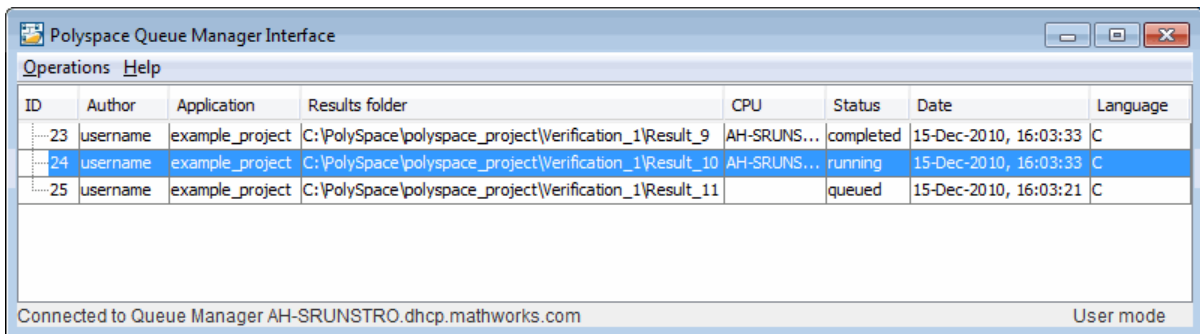 Polyspace Queue Manager Interface
Operations Help
ID Author Application Results folder CPU Status Date Language
23 username example_project C:\PolySpace\polyspace_project\Verification_1\Result_9 AH-SRUNS... completed 15-Dec-2010, 16:03:33 C
24 username example_project C:\PolySpace\polyspace_project\Verification_1\Result_10 AH-SRUNS... running 15-Dec-2010, 16:03:33 C
25 username example_project C:\PolySpace\polyspace_project\Verification_1\Result_11 queued 15-Dec-2010, 16:03:21 C
Connected to Queue Manager AH-SRUNSTRO.dhcp.mathworks.com User mode